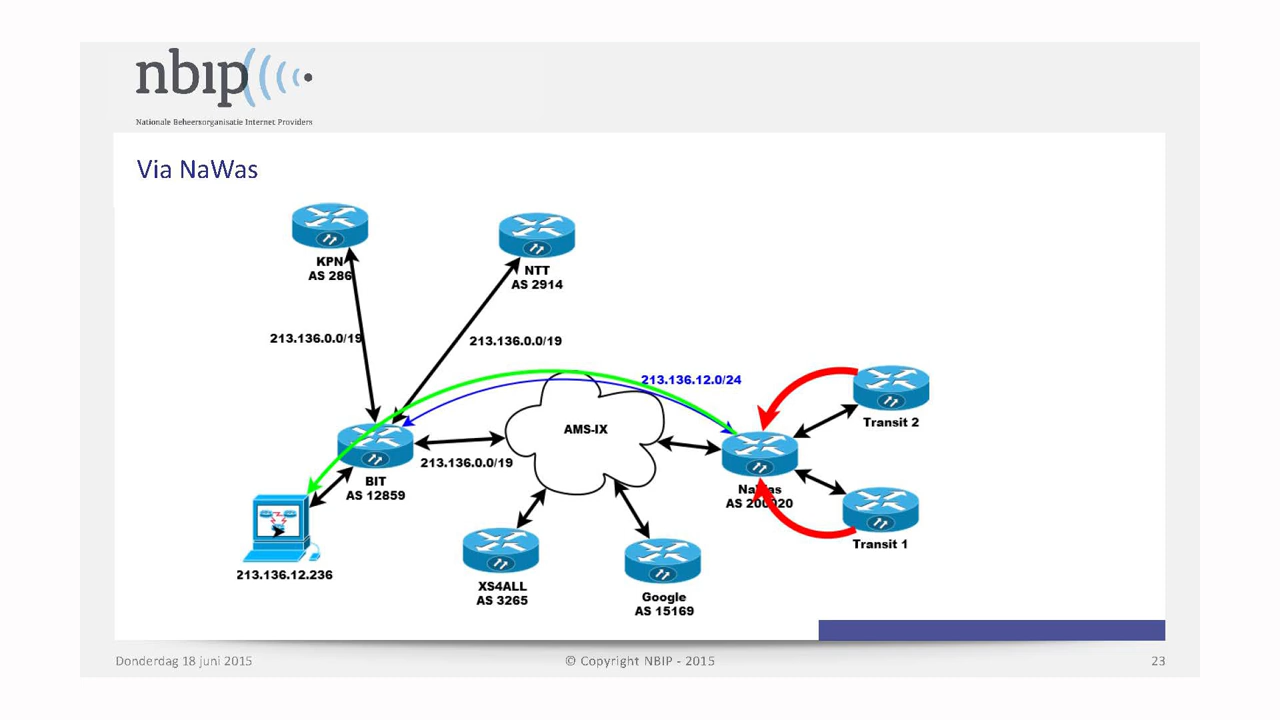 nbip
Nationale Beheersorganisatie Internet Providers
Via NaWas
KPN
AS 286
NTT
AS 2914
213.136.0.0/19
213.136.0.0/19
213.136.12.0/24
Transit 2
AMS-IX
213.136.0.0/19
BIT
AS 12859
NaWas
AS 200020
Transit 1
213.136.12.236
XS4ALL
AS 3265
Google
AS 15169
Donderdag 18 juni 2015
© Copyright NBIP - 2015
23